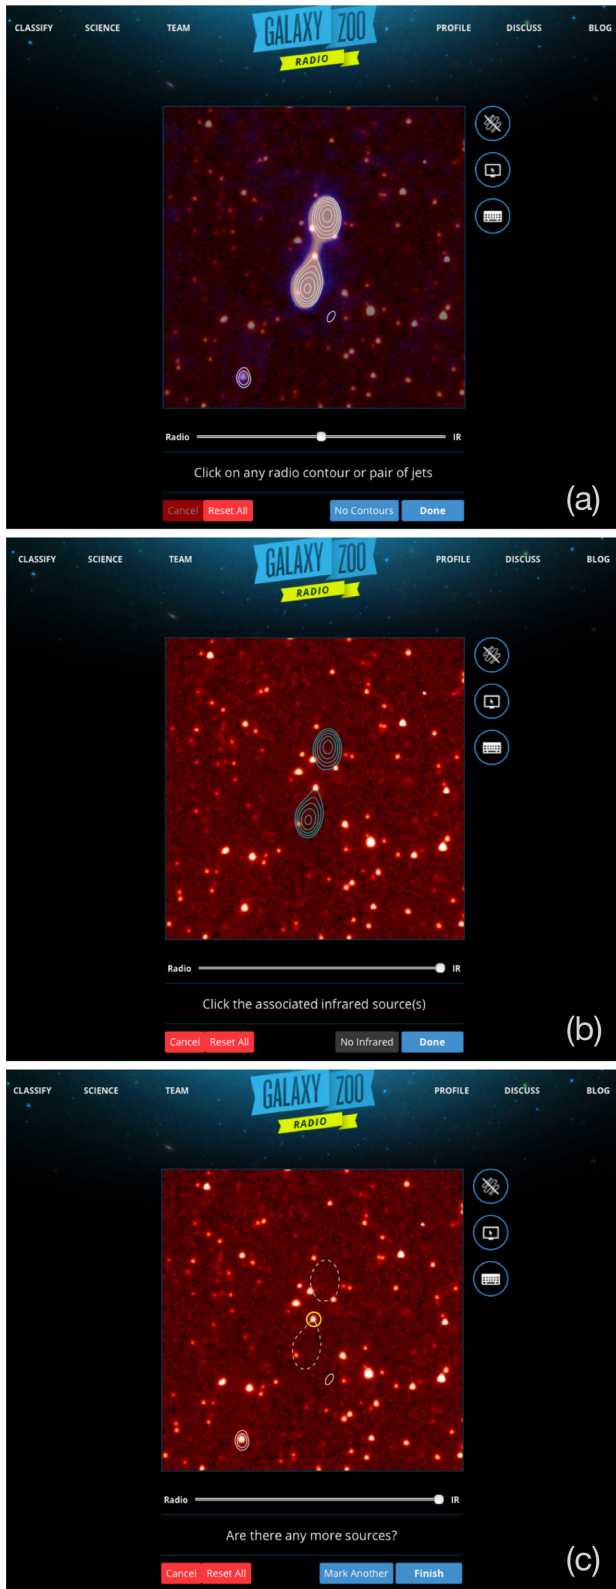 CLASSIFY SCIENCE TEAM GALAXY ZOO PROFILE DISCUSS BLOG
RADIO
Radio IR
Click on any radio contour or pair of jets
Cancel Reset All No Contours Done
(a)
CLASSIFY SCIENCE TEAM GALAXY ZOO PROFILE DISCUSS BLOG
RADIO
Radio IR
Click the associated infrared source(s)
Cancel Reset All No Infrared Done
(b)
CLASSIFY SCIENCE TEAM GALAXY ZOO PROFILE DISCUSS BLOG
RADIO
Radio IR
Are there any more sources?
Cancel Reset All Mark Another Finish
(c)